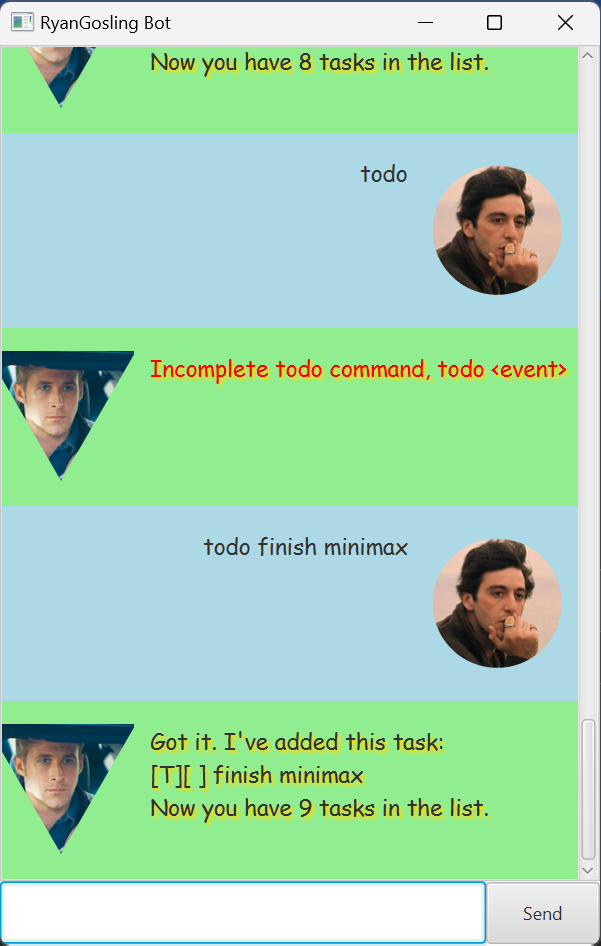 RyanGosling Bot
Now you have 8 tasks in the list.
todo
Incomplete todo command, todo <event>
todo finish minimax
Got it. I've added this task:
[T][ ] finish minimax
Now you have 9 tasks in the list.
Send